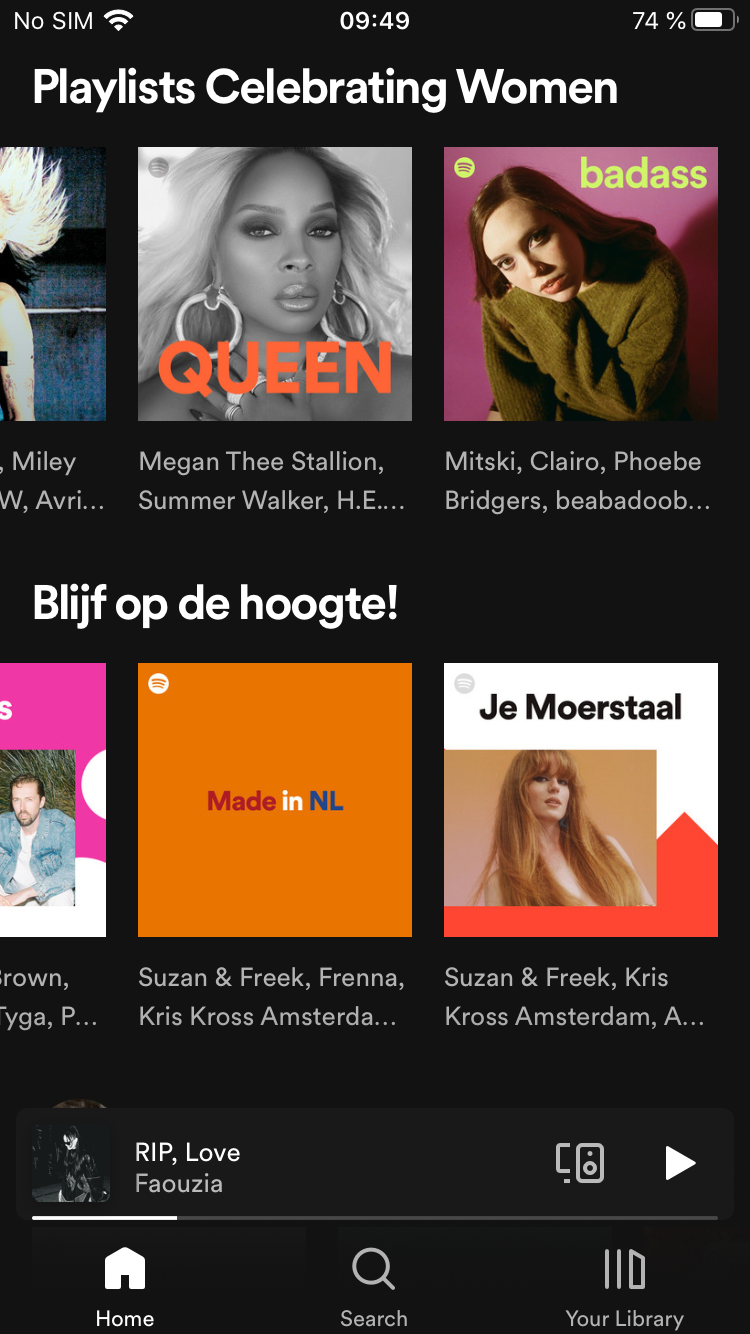 No SIM 09:49 74 %
Playlists Celebrating Women
QUEEN
badass
, Miley
W, Avri...
Megan Thee Stallion,
Summer Walker, H.E....
Mitski, Clairo, Phoebe
Bridgers, beabadoob...
Blijf op de hoogte!
s
Made in NL
Je Moerstaal
Brown,
Tyga, P...
Suzan & Freek, Frenna,
Kris Kross Amsterda...
Suzan & Freek, Kris
Kross Amsterdam, A...
RIP, Love
Faouzia
Home
Search
Your Library